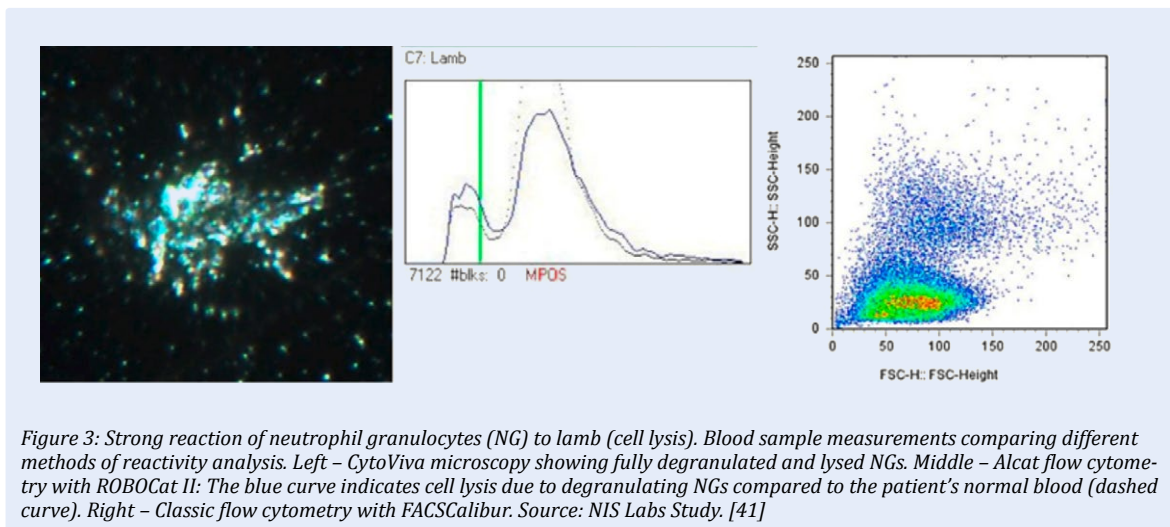 C7: Lamb
7122 #blks: 0 MPOS
250
200
150
100
50
0
SSC-H:: SSC-Height
0 50 100 150 200 250
FSC-H:: FSC-Height
Figure 3: Strong reaction of neutrophil granulocytes (NG) to lamb (cell lysis). Blood sample measurements comparing different
methods of reactivity analysis. Left – CytoViva microscopy showing fully degranulated and lysed NGs. Middle – Alcat flow cytome-
try with ROBOCat II: The blue curve indicates cell lysis due to degranulating NGs compared to the patient's normal blood (dashed
curve). Right – Classic flow cytometry with FACSCalibur. Source: NIS Labs Study. [41]